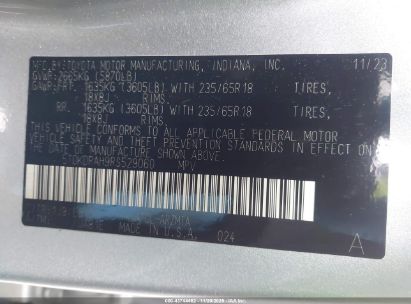 MFD.BY:TOYOTA MOTOR MANUFACTURING, INDIANA, INC. 11/23
GVWR:2665KG (5870LB)
GAWR:FRT. 1635KG (3605LB) WITH 235/65R18 TIRES,
18X8J RIMS,
RR. 1635KG (3605LB) WITH 235/65R18 TIRES,
18X8J RIMS,
THIS VEHICLE CONFORMS TO ALL APPLICABLE FEDERAL MOTOR
VEHICLE SAFETY AND THEFT PREVENTION STANDARDS IN EFFECT
ON THE DATE OF MANUFACTURE SHOWN ABOVE.
MPV
MADE IN U.S.A. 024
A